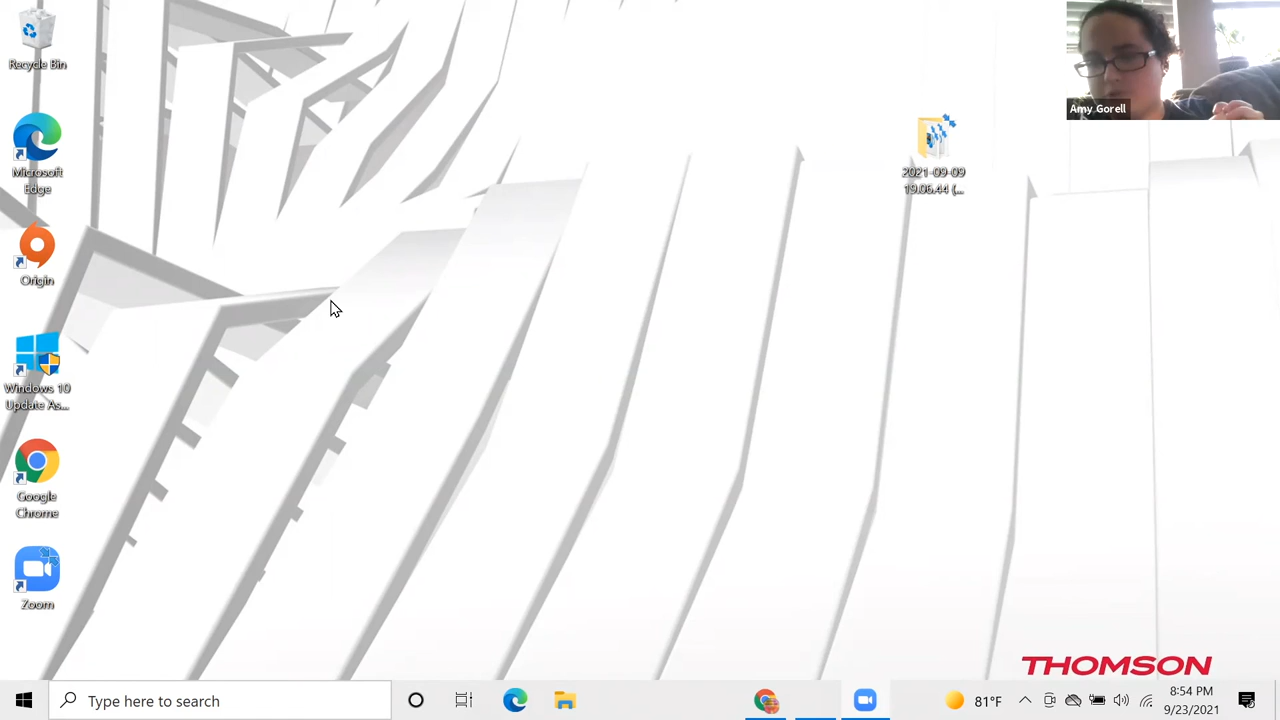 Recycle Bin
Microsoft
Edge
Origin
Windows 10
Update As...
Google
Chrome
Zoom
2021-09-09
19.06.44 (...
Amy Gorell
THOMSON
Type here to search
81°F
8:54 PM
9/23/2021